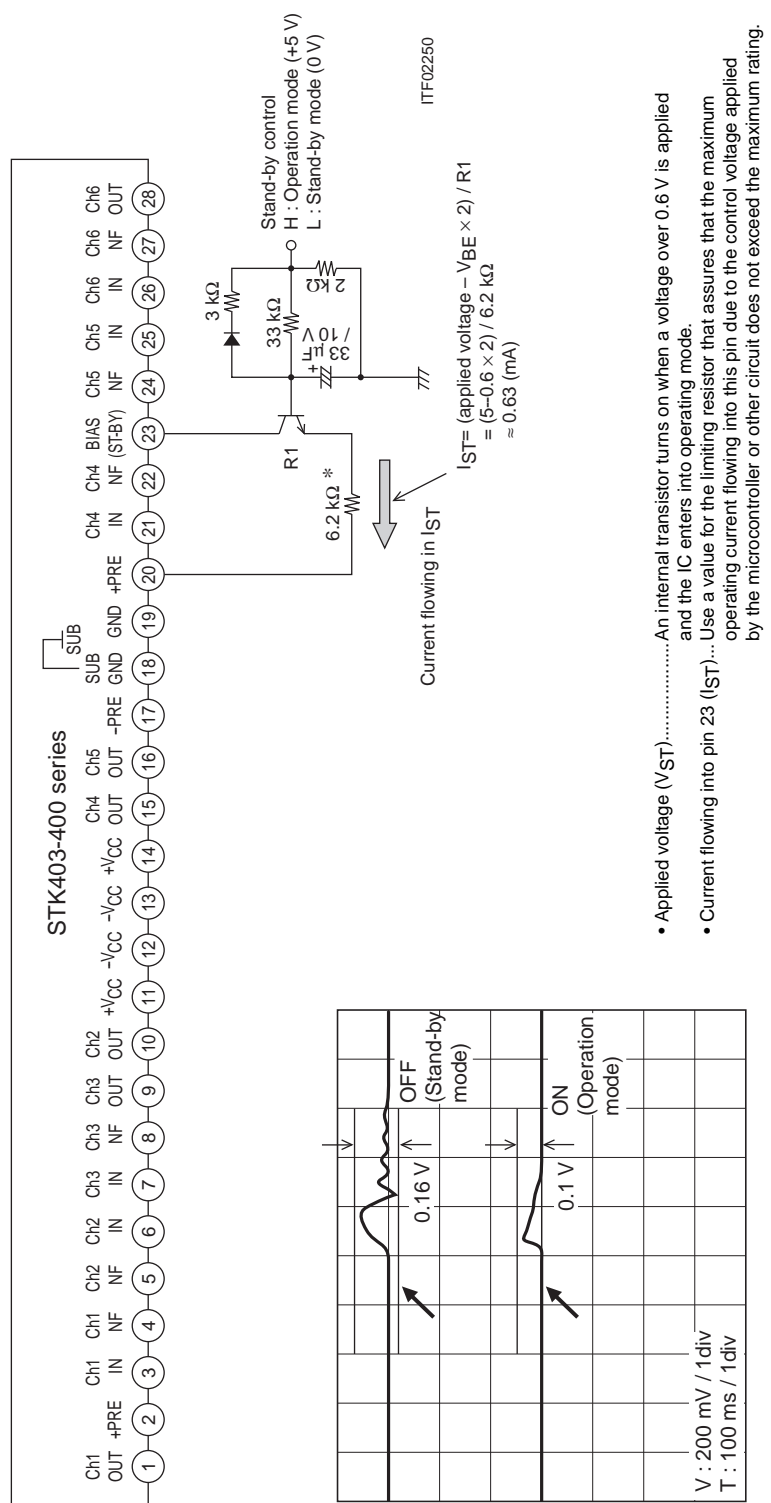 STK403-400 series
Ch1 OUT
+PRE
Ch1 IN
Ch1 NF
Ch2 NF
Ch2 IN
Ch3 IN
Ch3 NF
Ch3 OUT
Ch2 OUT
+VCC
-VCC
-VCC
+VCC
Ch4 OUT
Ch5 OUT
-PRE
SUB GND
GND
+PRE
Ch4 IN
Ch4 NF
BIAS (ST-BY)
Ch5 NF
Ch5 IN
Ch6 IN
Ch6 NF
Ch6 OUT
SUB
1 2 3 4 5 6 7 8 9 10 11 12 13 14 15 16 17 18 19 20 21 22 23 24 25 26 27 28
3 kΩ
33 kΩ
33 μF
/ 10 V
+
2 kΩ
Stand-by control
H : Operation mode (+5 V)
L : Stand-by mode (0 V)
R1
6.2 kΩ *
Current flowing in IST
IST= (applied voltage – VBE × 2) / R1
= (5--0.6 × 2) / 6.2 kΩ
≈ 0.63 (mA)
ITF02250
OFF
(Stand-by
mode)
0.16 V
ON
(Operation
mode)
0.1 V
V : 200 mV / 1div
T : 100 ms / 1div
• Applied voltage (VST)........................ An internal transistor turns on when a voltage over 0.6 V is applied
and the IC enters into operating mode.
• Current flowing into pin 23 (IST)... Use a value for the limiting resistor that assures that the maximum
operating current flowing into this pin due to the control voltage applied
by the microcontroller or other circuit does not exceed the maximum rating.